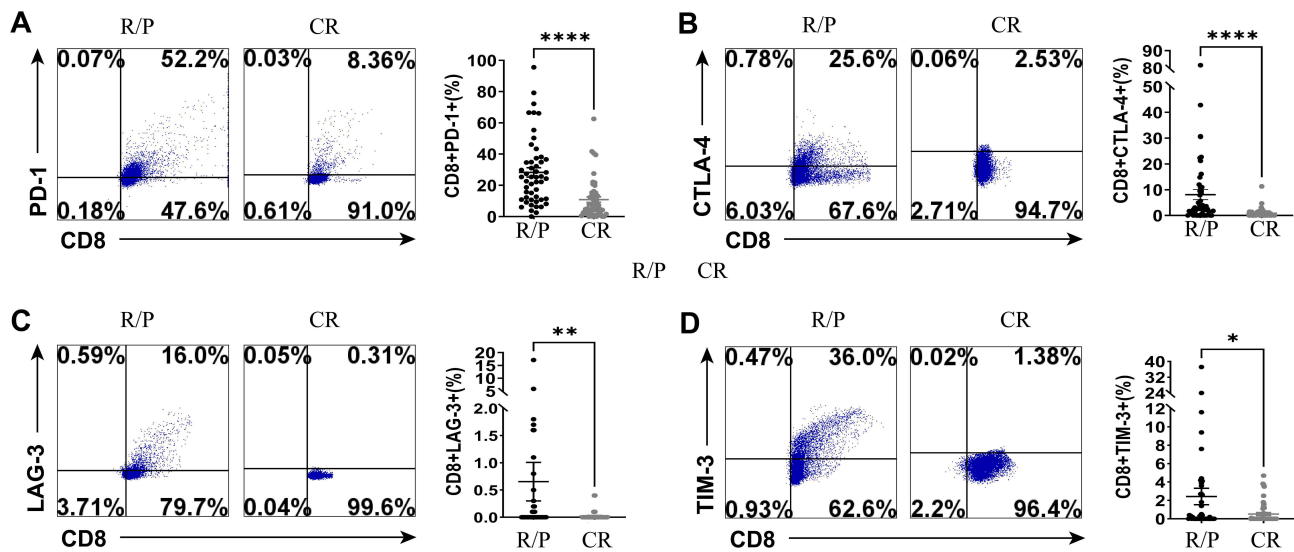 A
R/P
CR
0.07%
52.2%
0.03%
8.36%
0.18%
47.6%
0.61%
91.0%
PD-1
CD8
****
CD8+PD-1+(%)
100
80
60
40
20
0
R/P
CR
B
R/P
CR
0.78%
25.6%
0.06%
2.53%
6.03%
67.6%
2.71%
94.7%
CTLA-4
CD8
****
CD8+CTLA-4+(%)
90
80
50
40
30
20
10
0
R/P
CR
R/P CR
C
R/P
CR
0.59%
16.0%
0.05%
0.31%
3.71%
79.7%
0.04%
99.6%
LAG-3
CD8
**
CD8+LAG-3+(%)
20
15
10
5
2.0
1.5
1.0
0.5
0.0
R/P
CR
D
R/P
CR
0.47%
36.0%
0.02%
1.38%
0.93%
62.6%
2.2%
96.4%
TIM-3
CD8
*
CD8+TIM-3+(%)
40
36
32
28
24
12
10
8
6
4
2
0
R/P
CR